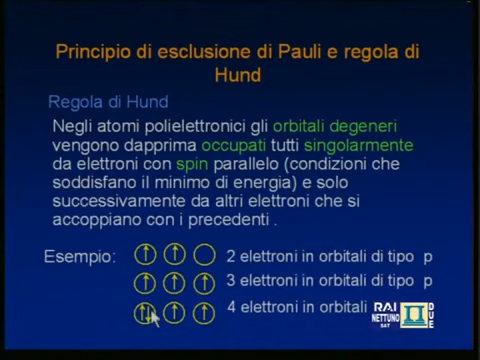 Principio di esclusione di Pauli e regola di
Hund
Regola di Hund
Negli atomi polielettronici gli orbitali degeneri
vengono dapprima occupati tutti singolarmente
da elettroni con spin parallelo (condizioni che
soddisfano il minimo di energia) e solo
successivamente da altri elettroni che si
accoppiano con i precedenti .
Esempio:
2 elettroni in orbitali di tipo p
3 elettroni in orbitali di tipo p
4 elettroni in orbitali
RAI
NETTUNO
SAT
DUE